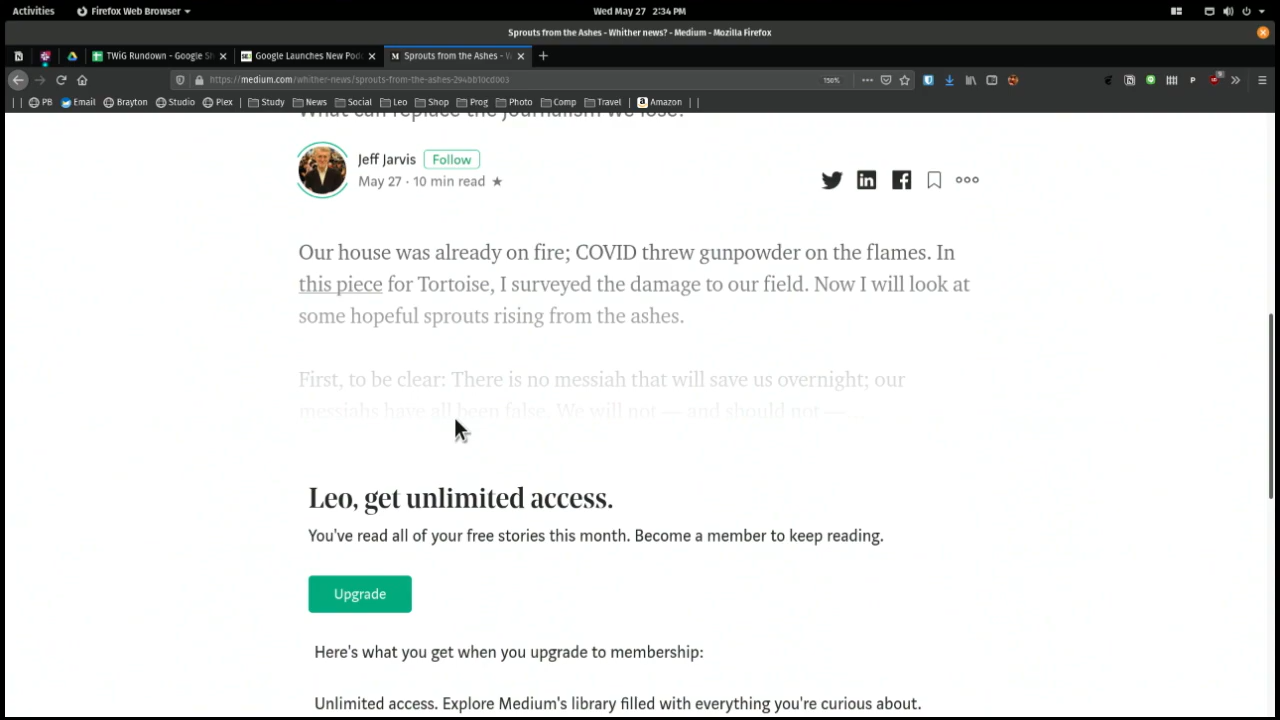 Activities
Firefox Web Browser
Wed May 27 2:34 PM
Sprouts from the Ashes - Whither news? - Medium - Mozilla Firefox
TWiG Rundown - Google Sh
Google Launches New Pod
Sprouts from the Ashes - W
https://medium.com/whither-news/sprouts-from-the-ashes-294bb10cd003
150%
PB
Email
Brayton
Studio
Plex
Study
News
Social
Leo
Shop
Prog
Photo
Comp
Travel
Amazon
What can replace the journalism we lose?
Jeff Jarvis Follow
May 27 · 10 min read ★
Our house was already on fire; COVID threw gunpowder on the flames. In
this piece for Tortoise, I surveyed the damage to our field. Now I will look at
some hopeful sprouts rising from the ashes.
First, to be clear: There is no messiah that will save us overnight; our
messiahs have all been false. We will not — and should not — …
Leo, get unlimited access.
You've read all of your free stories this month. Become a member to keep reading.
Upgrade
Here's what you get when you upgrade to membership:
Unlimited access. Explore Medium's library filled with everything you're curious about.